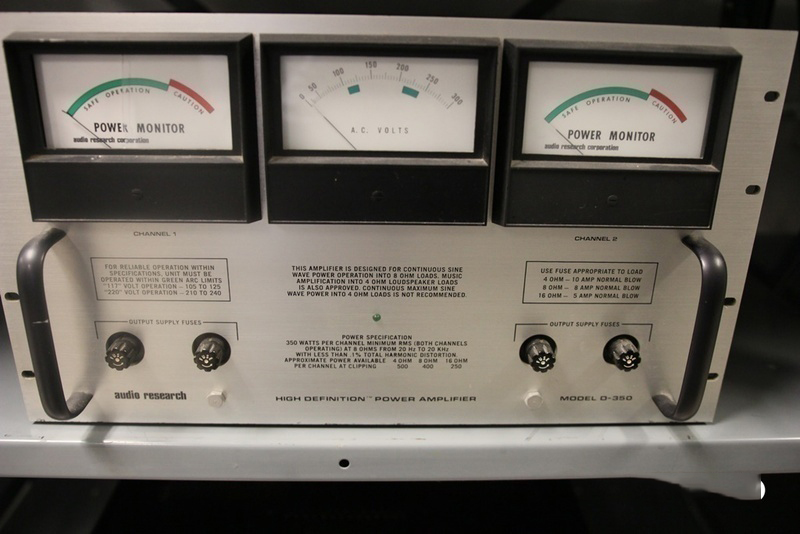 SAFE OPERATION CAUTION
POWER MONITOR
audio research corporation
0 50 100 150 200 250 300
A.C. VOLTS
SAFE OPERATION CAUTION
POWER MONITOR
audio research corporation
CHANNEL 1
CHANNEL 2
FOR RELIABLE OPERATION WITHIN
SPECIFICATIONS, UNIT MUST BE
OPERATED WITHIN GREEN ARC LIMITS
"117" VOLT OPERATION – 105 TO 125
"220" VOLT OPERATION – 210 TO 240
THIS AMPLIFIER IS DESIGNED FOR CONTINUOUS SINE
WAVE POWER OPERATION INTO 8 OHM LOADS. MUSIC
AMPLIFICATION INTO 4 OHM LOUDSPEAKER LOADS
IS ALSO APPROVED. CONTINUOUS MAXIMUM SINE
WAVE POWER INTO 4 OHM LOADS IS NOT RECOMMENDED.
USE FUSE APPROPRIATE TO LOAD
4 OHM – 10 AMP NORMAL BLOW
8 OHM – 8 AMP NORMAL BLOW
16 OHM – 5 AMP NORMAL BLOW
OUTPUT SUPPLY FUSES
OUTPUT SUPPLY FUSES
POWER SPECIFICATION
350 WATTS PER CHANNEL MINIMUM RMS (BOTH CHANNELS
OPERATING) AT 8 OHMS FROM 20 Hz TO 20 KHz
WITH LESS THAN .1% TOTAL HARMONIC DISTORTION.
APPROXIMATE POWER AVAILABLE 4 OHM 8 OHM 16 OHM
PER CHANNEL AT CLIPPING 500 400 250
audio research
HIGH DEFINITION™ POWER AMPLIFIER
MODEL D-350